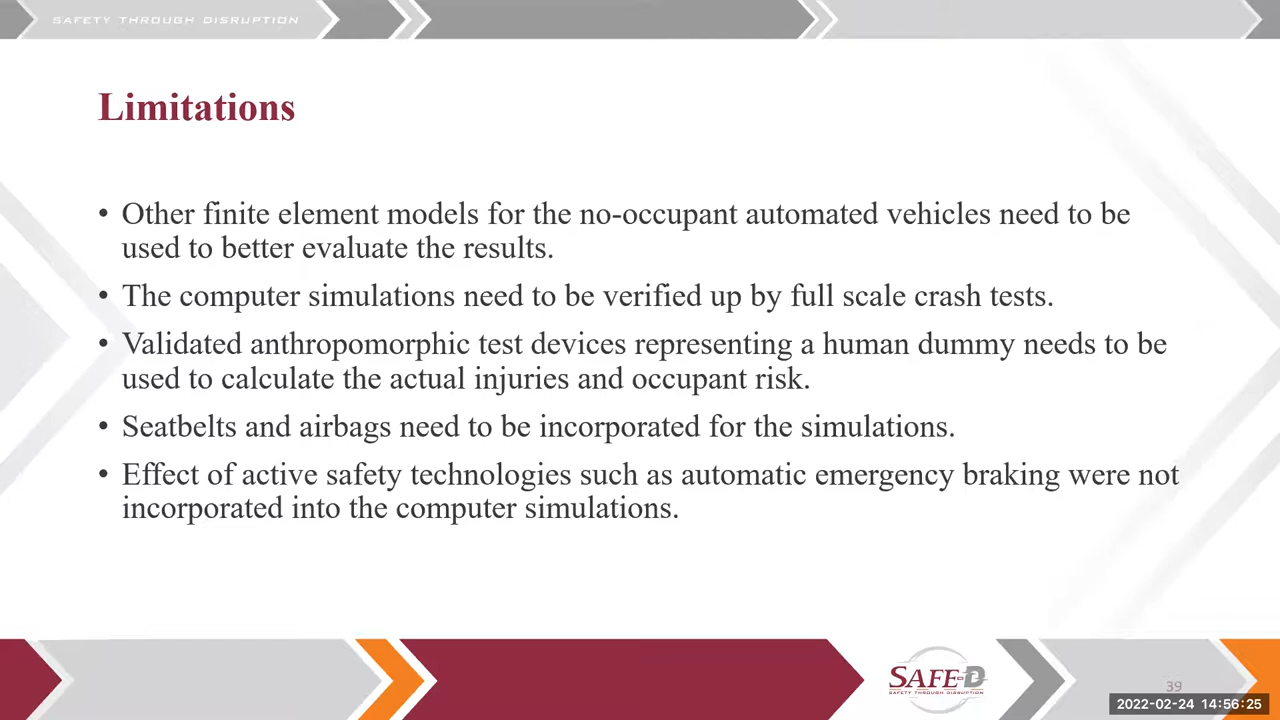 SAFETY THROUGH DISRUPTION
Limitations
• Other finite element models for the no-occupant automated vehicles need to be
used to better evaluate the results.
• The computer simulations need to be verified up by full scale crash tests.
• Validated anthropomorphic test devices representing a human dummy needs to be
used to calculate the actual injuries and occupant risk.
• Seatbelts and airbags need to be incorporated for the simulations.
• Effect of active safety technologies such as automatic emergency braking were not
incorporated into the computer simulations.
SAFE-D
SAFETY THROUGH DISRUPTION
39
2022-02-24 14:56:25